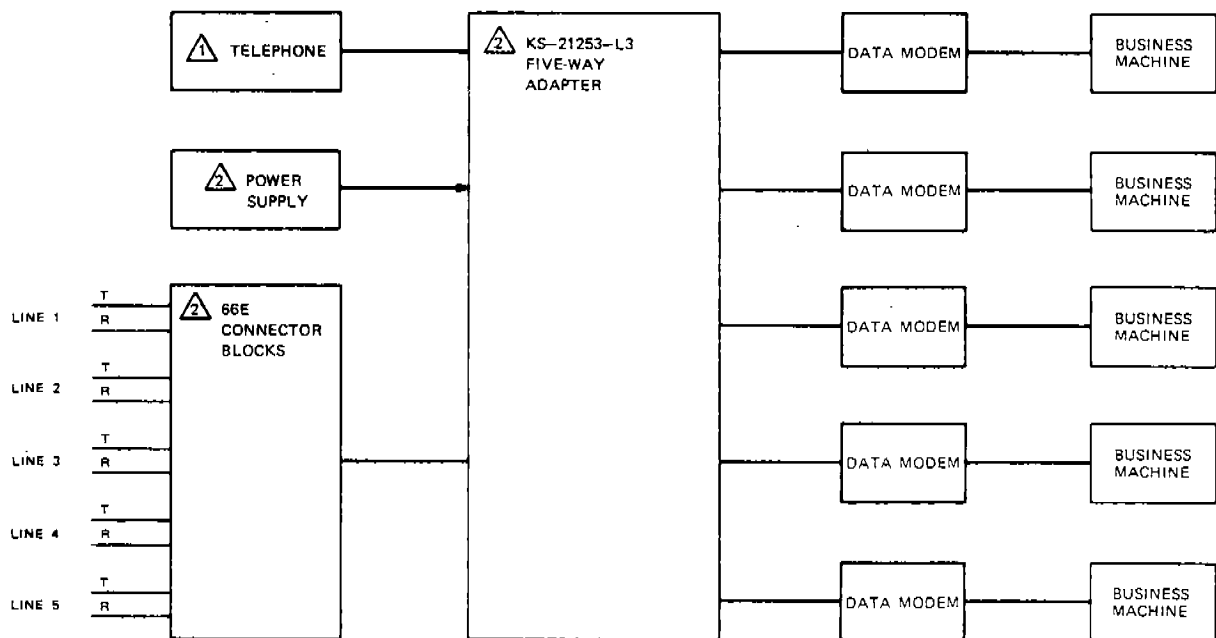 1 TELEPHONE
2 POWER
SUPPLY
2 66E
CONNECTOR
BLOCKS
LINE 1
T
R
LINE 2
T
R
LINE 3
T
R
LINE 4
T
R
LINE 5
T
R
2 KS-21253-L3
FIVE-WAY
ADAPTER
DATA MODEM
BUSINESS
MACHINE
DATA MODEM
BUSINESS
MACHINE
DATA MODEM
BUSINESS
MACHINE
DATA MODEM
BUSINESS
MACHINE
DATA MODEM
BUSINESS
MACHINE